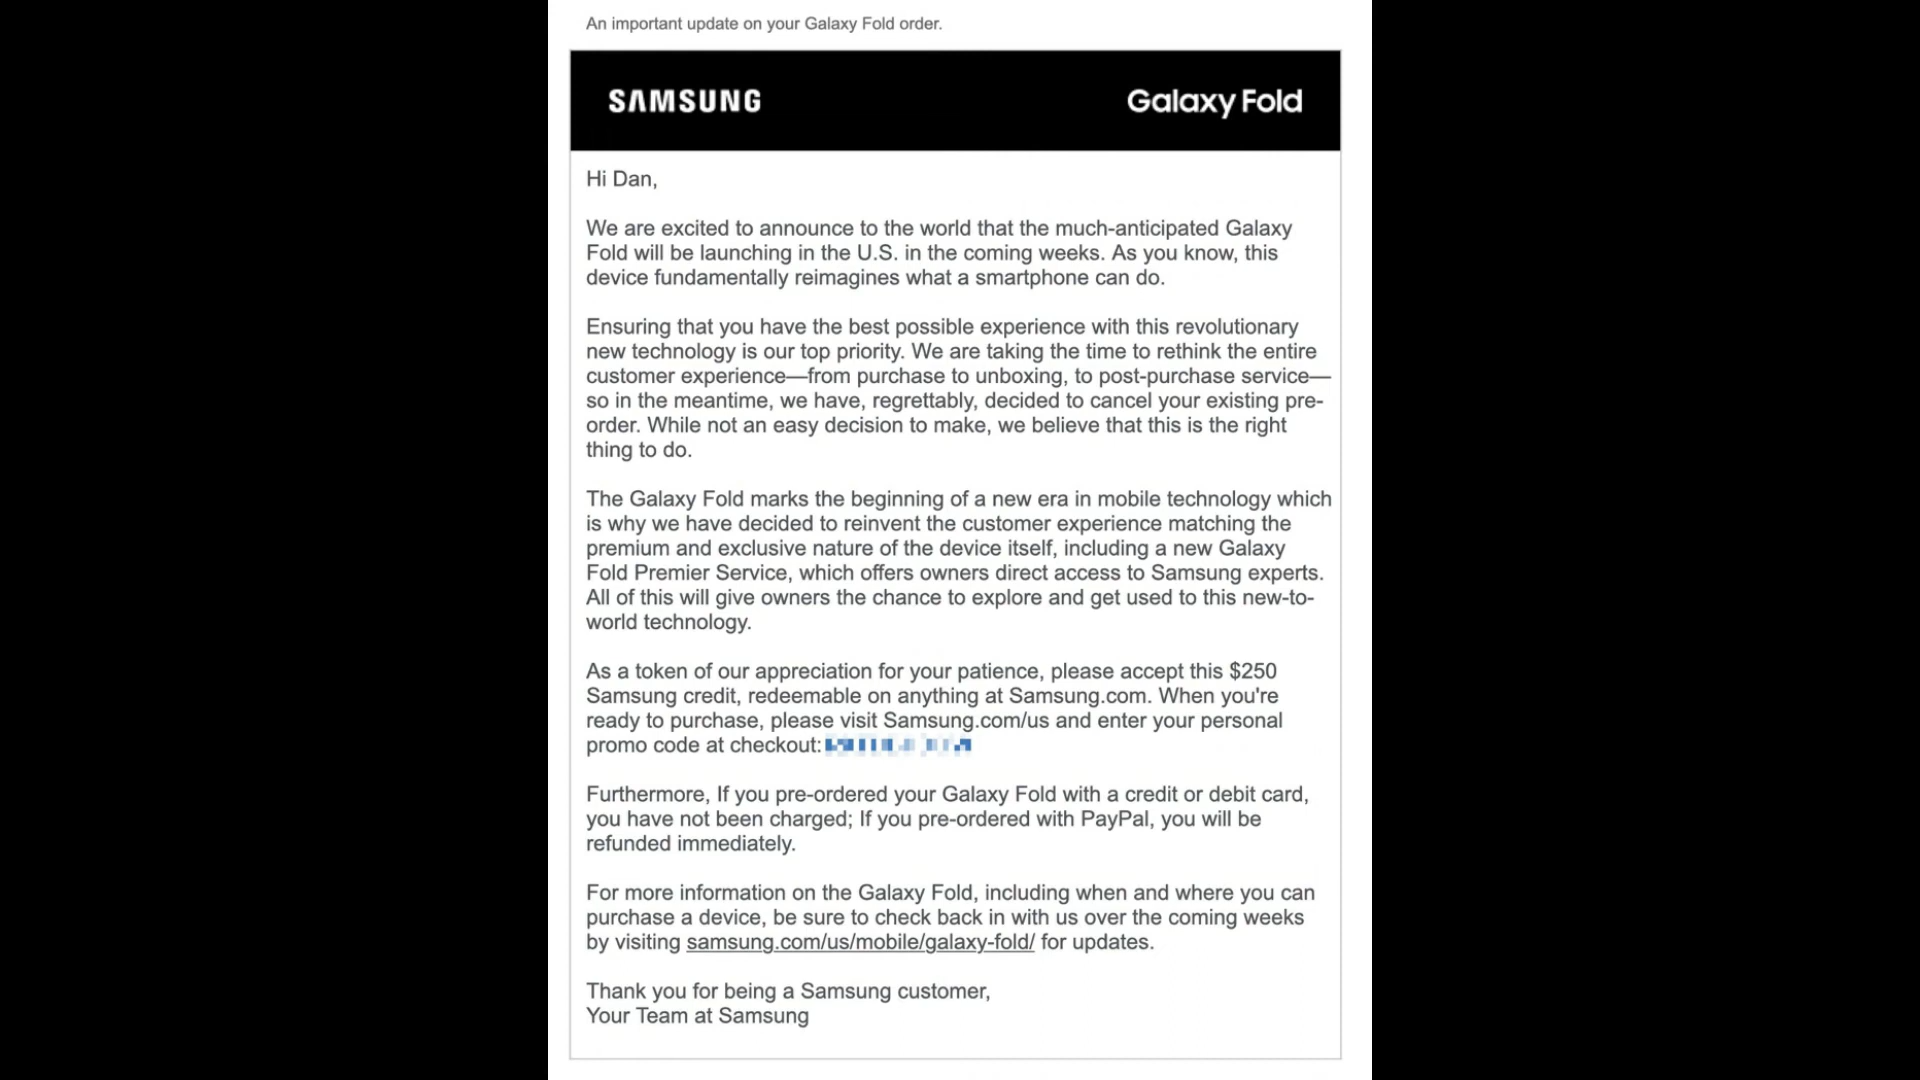 An important update on your Galaxy Fold order.
SAMSUNG
Galaxy Fold
Hi Dan,
We are excited to announce to the world that the much-anticipated Galaxy
Fold will be launching in the U.S. in the coming weeks. As you know, this
device fundamentally reimagines what a smartphone can do.
Ensuring that you have the best possible experience with this revolutionary
new technology is our top priority. We are taking the time to rethink the entire
customer experience—from purchase to unboxing, to post-purchase service—
so in the meantime, we have, regrettably, decided to cancel your existing pre-
order. While not an easy decision to make, we believe that this is the right
thing to do.
The Galaxy Fold marks the beginning of a new era in mobile technology which
is why we have decided to reinvent the customer experience matching the
premium and exclusive nature of the device itself, including a new Galaxy
Fold Premier Service, which offers owners direct access to Samsung experts.
All of this will give owners the chance to explore and get used to this new-to-
world technology.
As a token of our appreciation for your patience, please accept this $250
Samsung credit, redeemable on anything at Samsung.com. When you're
ready to purchase, please visit Samsung.com/us and enter your personal
promo code at checkout:
Furthermore, If you pre-ordered your Galaxy Fold with a credit or debit card,
you have not been charged; If you pre-ordered with PayPal, you will be
refunded immediately.
For more information on the Galaxy Fold, including when and where you can
purchase a device, be sure to check back in with us over the coming weeks
by visiting samsung.com/us/mobile/galaxy-fold/ for updates.
Thank you for being a Samsung customer,
Your Team at Samsung